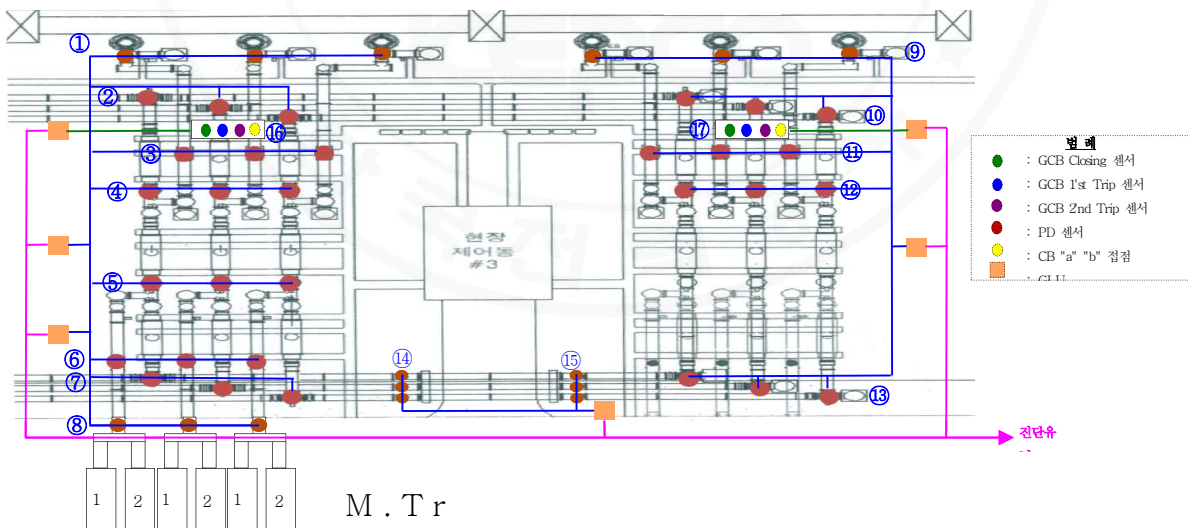 ①
⑨
②
⑩
⑯
⑰
③
⑪
④
⑫
현장
제어동
#3
⑤
⑥
⑭
⑮
⑦
⑬
⑧
1
2
1
2
1
2
M.Tr
범 례
: GCB Closing 센서
: GCB 1'st Trip 센서
: GCB 2nd Trip 센서
: PD 센서
: CB "a" "b" 접점
진단유